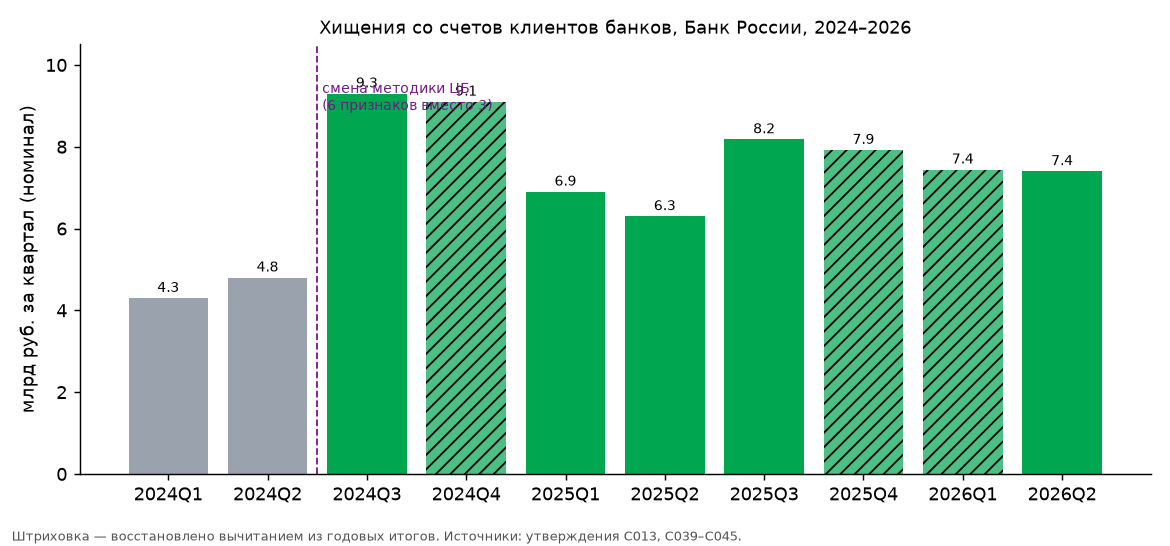 Хищения со счетов клиентов банков, Банк России, 2024–2026
млрд руб. за квартал (номинал)
10
8
6
4
2
0
смена методики ЦБ
(6 признаков вместо 3)
4.3
4.8
9.3
9.1
6.9
6.3
8.2
7.9
7.4
7.4
2024Q1
2024Q2
2024Q3
2024Q4
2025Q1
2025Q2
2025Q3
2025Q4
2026Q1
2026Q2
Штриховка — восстановлено вычитанием из годовых итогов. Источники: утверждения C013, C039–C045.